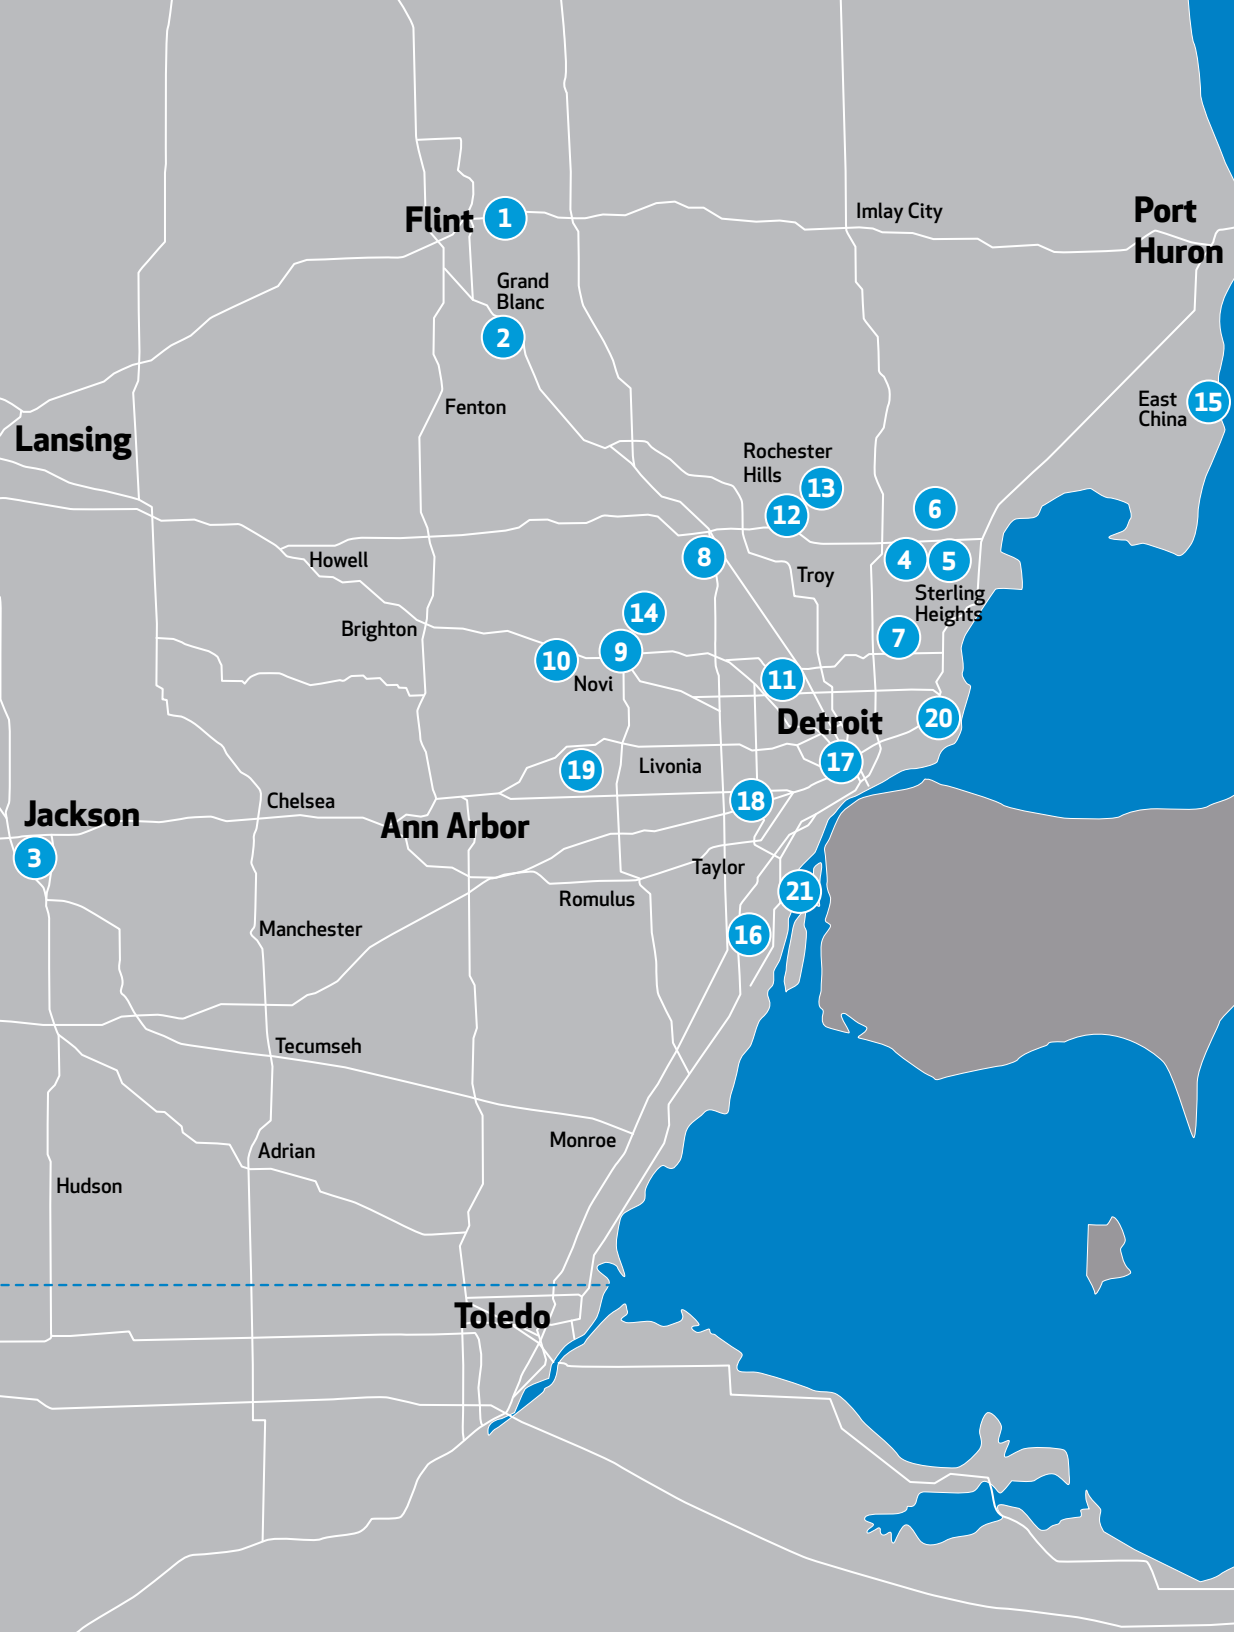 Flint
1
Imlay City
Port
Huron
Grand
Blanc
2
Fenton
East
China
15
Lansing
Rochester
Hills
13
12
6
8
4
5
Howell
Troy
Sterling
Heights
14
Brighton
7
9
10
Novi
11
Detroit
20
17
19
Livonia
18
Chelsea
Jackson
Ann Arbor
3
Taylor
21
Romulus
16
Manchester
Tecumseh
Monroe
Adrian
Hudson
Toledo